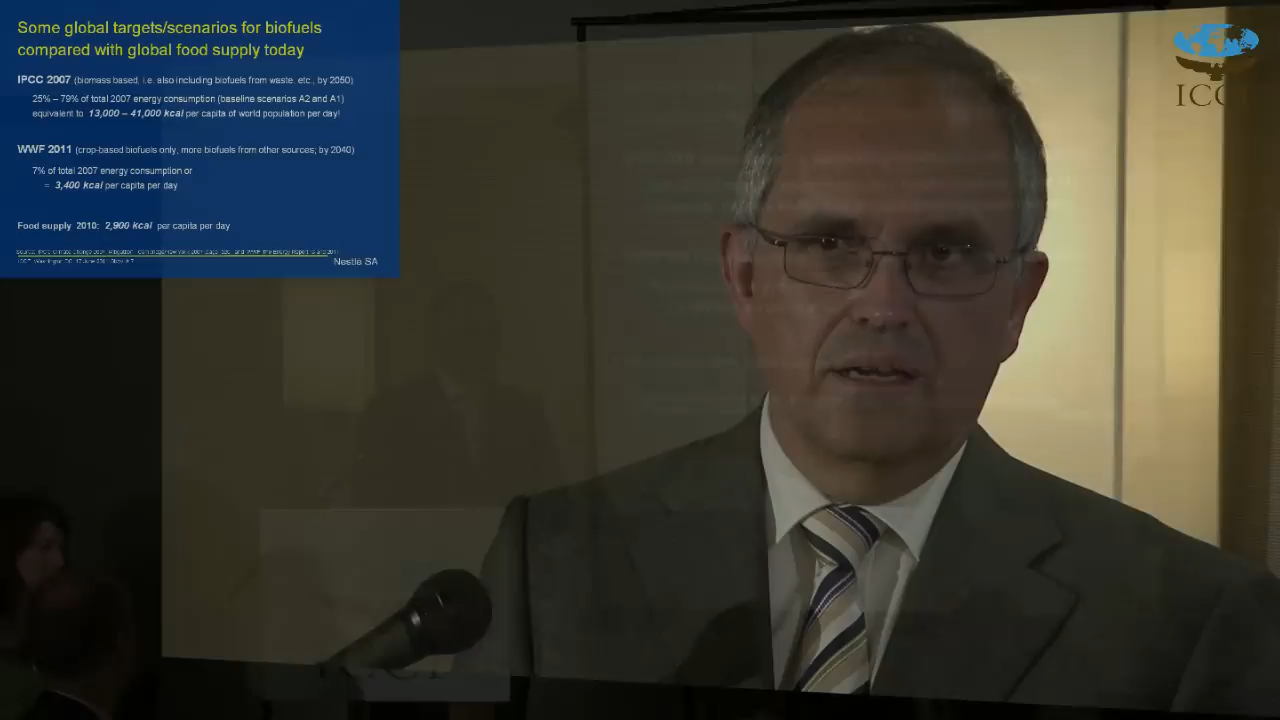 Some global targets/scenarios for biofuels
compared with global food supply today
IPCC 2007 (biomass based, i.e. also including biofuels from waste, etc., by 2050)
25% – 79% of total 2007 energy consumption (baseline scenarios A2 and A1)
equivalent to 13,000 – 41,000 kcal per capita of world population per day!
WWF 2011 (crop-based biofuels only, more biofuels from other sources; by 2040)
7% of total 2007 energy consumption or
= 3,400 kcal per capita per day
Food supply 2010: 2,900 kcal per capita per day
Nestlé SA